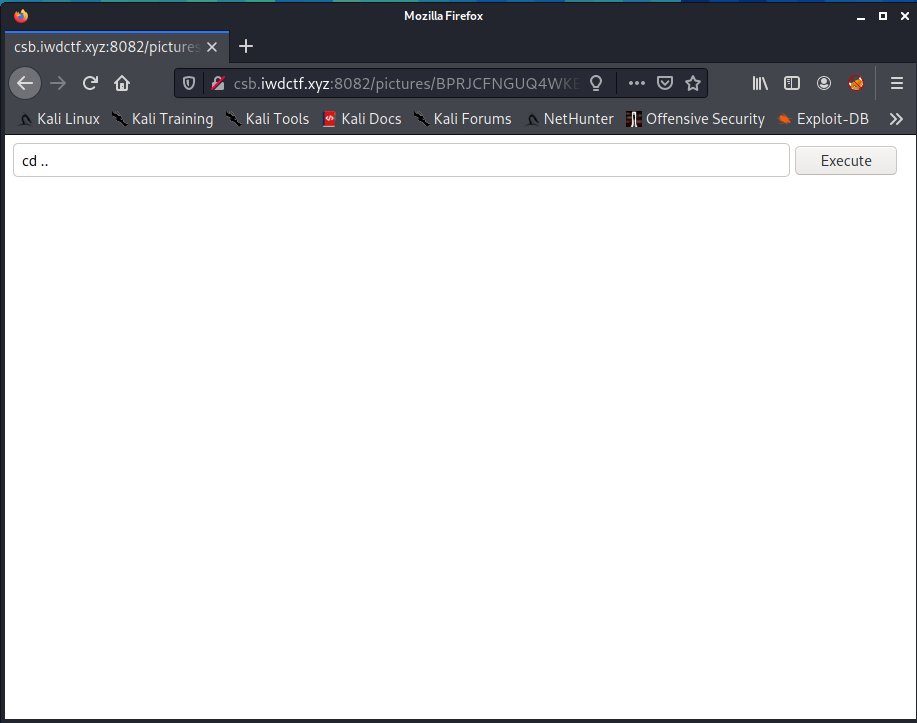 Mozilla Firefox
csb.iwdctf.xyz:8082/pictures
csb.iwdctf.xyz:8082/pictures/BPRJCFNGUQ4WKE
Kali Linux Kali Training Kali Tools Kali Docs Kali Forums NetHunter Offensive Security Exploit-DB
cd .. Execute